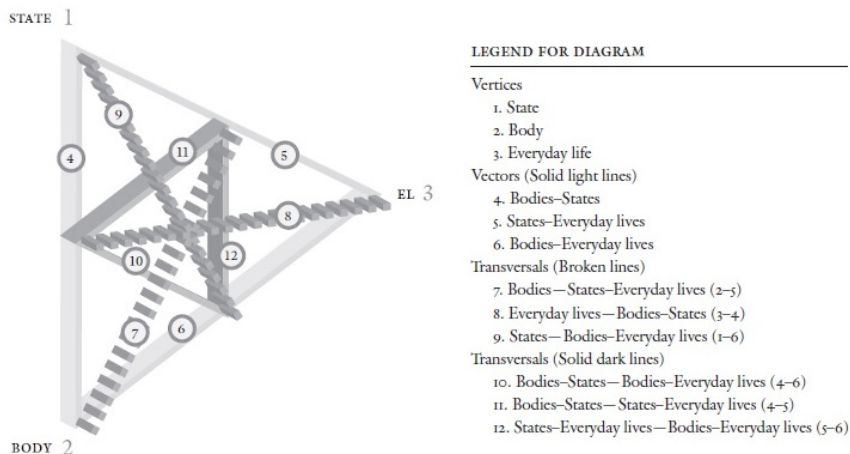 STATE 1
9
11
4
5
EL 3
8
10
12
7
6
BODY 2
LEGEND FOR DIAGRAM
Vertices
1. State
2. Body
3. Everyday life
Vectors (Solid light lines)
4. Bodies–States
5. States–Everyday lives
6. Bodies–Everyday lives
Transversals (Broken lines)
7. Bodies—States–Everyday lives (2–5)
8. Everyday lives—Bodies–States (3–4)
9. States—Bodies–Everyday lives (1–6)
Transversals (Solid dark lines)
10. Bodies–States—Bodies–Everyday lives (4–6)
11. Bodies–States—States–Everyday lives (4–5)
12. States–Everyday lives—Bodies–Everyday lives (5–6)